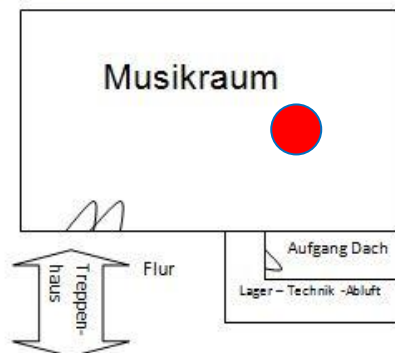 Musikraum
Aufgang Dach
Flur
Treppen-
haus
Lager – Technik -Abluft